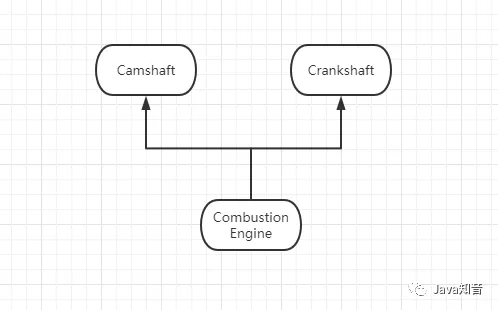 Camshaft
Crankshaft
Combustion
Engine
Java知音